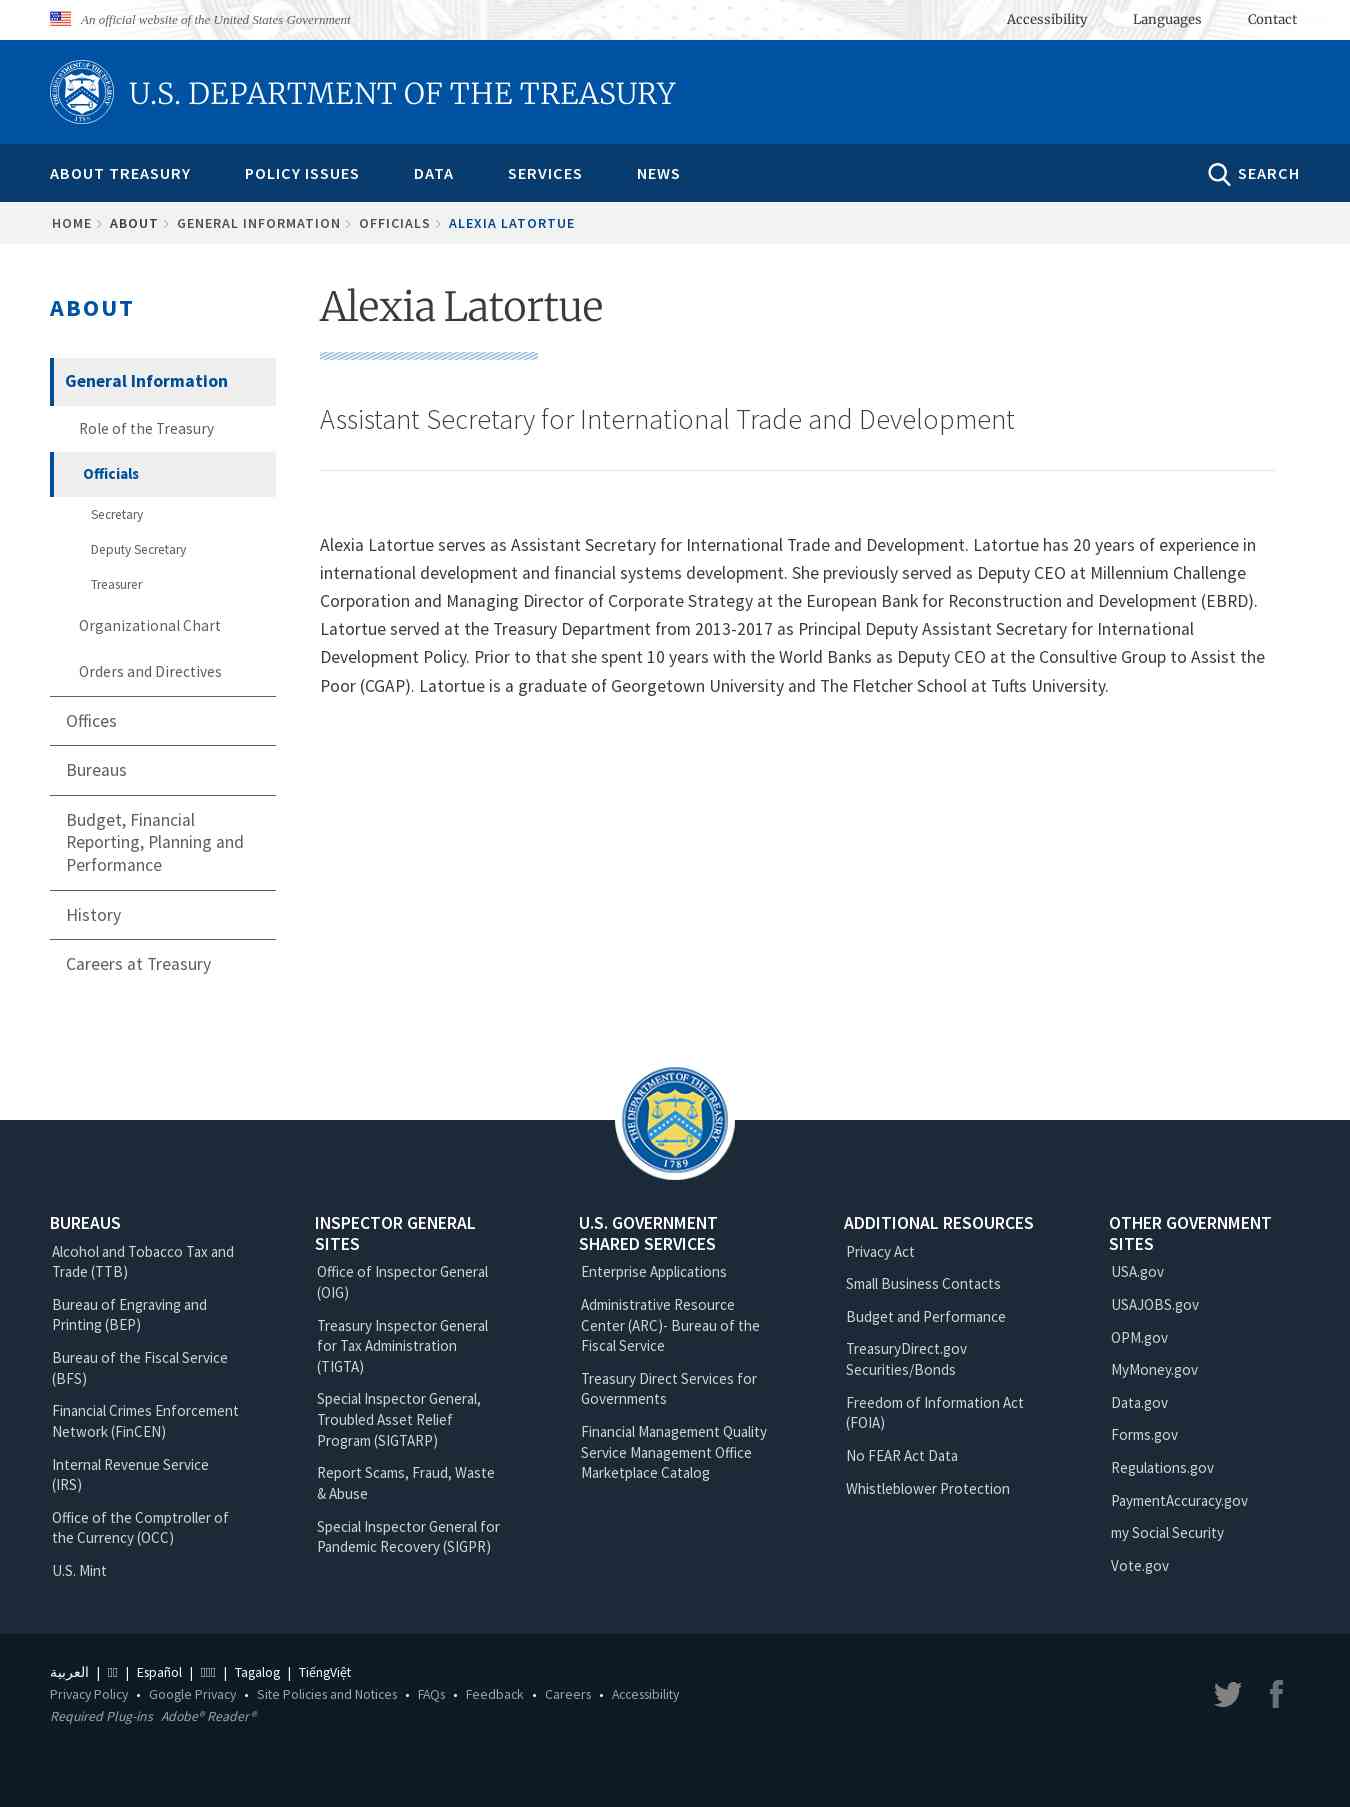 An official website of the United States Government
Accessibility Languages Contact
U.S. DEPARTMENT OF THE TREASURY
ABOUT TREASURY POLICY ISSUES DATA SERVICES NEWS SEARCH
HOME ABOUT GENERAL INFORMATION OFFICIALS ALEXIA LATORTUE
ABOUT
General Information
Role of the Treasury
Officials
Secretary
Deputy Secretary
Treasurer
Organizational Chart
Orders and Directives
Offices
Bureaus
Budget, Financial
Reporting, Planning and
Performance
History
Careers at Treasury
Alexia Latortue
Assistant Secretary for International Trade and Development
Alexia Latortue serves as Assistant Secretary for International Trade and Development. Latortue has 20 years of experience in
international development and financial systems development. She previously served as Deputy CEO at Millennium Challenge
Corporation and Managing Director of Corporate Strategy at the European Bank for Reconstruction and Development (EBRD).
Latortue served at the Treasury Department from 2013-2017 as Principal Deputy Assistant Secretary for International
Development Policy. Prior to that she spent 10 years with the World Banks as Deputy CEO at the Consultive Group to Assist the
Poor (CGAP). Latortue is a graduate of Georgetown University and The Fletcher School at Tufts University.
THE DEPARTMENT OF THE TREASURY
1789
BUREAUS
Alcohol and Tobacco Tax and
Trade (TTB)
Bureau of Engraving and
Printing (BEP)
Bureau of the Fiscal Service
(BFS)
Financial Crimes Enforcement
Network (FinCEN)
Internal Revenue Service
(IRS)
Office of the Comptroller of
the Currency (OCC)
U.S. Mint
INSPECTOR GENERAL
SITES
Office of Inspector General
(OIG)
Treasury Inspector General
for Tax Administration
(TIGTA)
Special Inspector General,
Troubled Asset Relief
Program (SIGTARP)
Report Scams, Fraud, Waste
& Abuse
Special Inspector General for
Pandemic Recovery (SIGPR)
U.S. GOVERNMENT
SHARED SERVICES
Enterprise Applications
Administrative Resource
Center (ARC)- Bureau of the
Fiscal Service
Treasury Direct Services for
Governments
Financial Management Quality
Service Management Office
Marketplace Catalog
ADDITIONAL RESOURCES
Privacy Act
Small Business Contacts
Budget and Performance
TreasuryDirect.gov
Securities/Bonds
Freedom of Information Act
(FOIA)
No FEAR Act Data
Whistleblower Protection
OTHER GOVERNMENT
SITES
USA.gov
USAJOBS.gov
OPM.gov
MyMoney.gov
Data.gov
Forms.gov
Regulations.gov
PaymentAccuracy.gov
my Social Security
Vote.gov
العربية | | Español | | Tagalog | TiếngViệt
Privacy Policy • Google Privacy • Site Policies and Notices • FAQs • Feedback • Careers • Accessibility
Required Plug-ins Adobe® Reader®